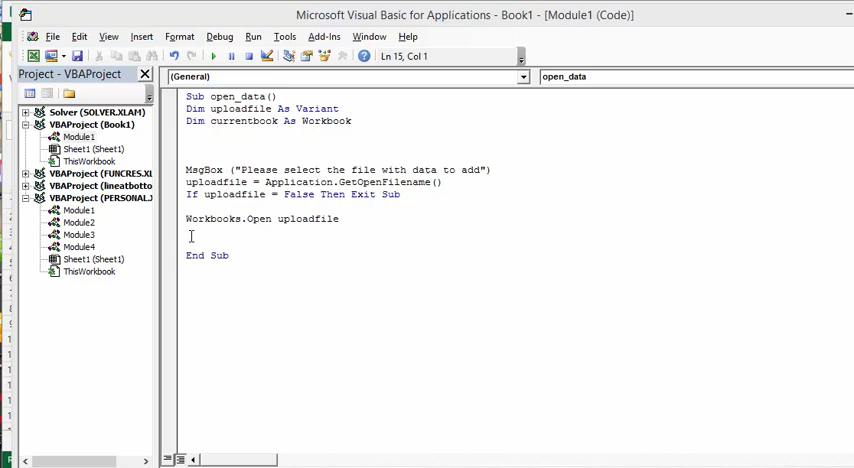 Microsoft Visual Basic for Applications - Book1 - [Module1 (Code)]
File Edit View Insert Format Debug Run Tools Add-Ins Window Help
Ln 15, Col 1
Project - VBAProject
(General)
open_data
Solver (SOLVER.XLAM)
VBAProject (Book1)
Module1
Sheet1 (Sheet1)
ThisWorkbook
VBAProject (FUNCRES.XL
VBAProject (lineatbotto
VBAProject (PERSONAL.X
Module1
Module2
Module3
Module4
Sheet1 (Sheet1)
ThisWorkbook
Sub open_data()
Dim uploadfile As Variant
Dim currentbook As Workbook
MsgBox ("Please select the file with data to add")
uploadfile = Application.GetOpenFilename()
If uploadfile = False Then Exit Sub
Workbooks.Open uploadfile
End Sub